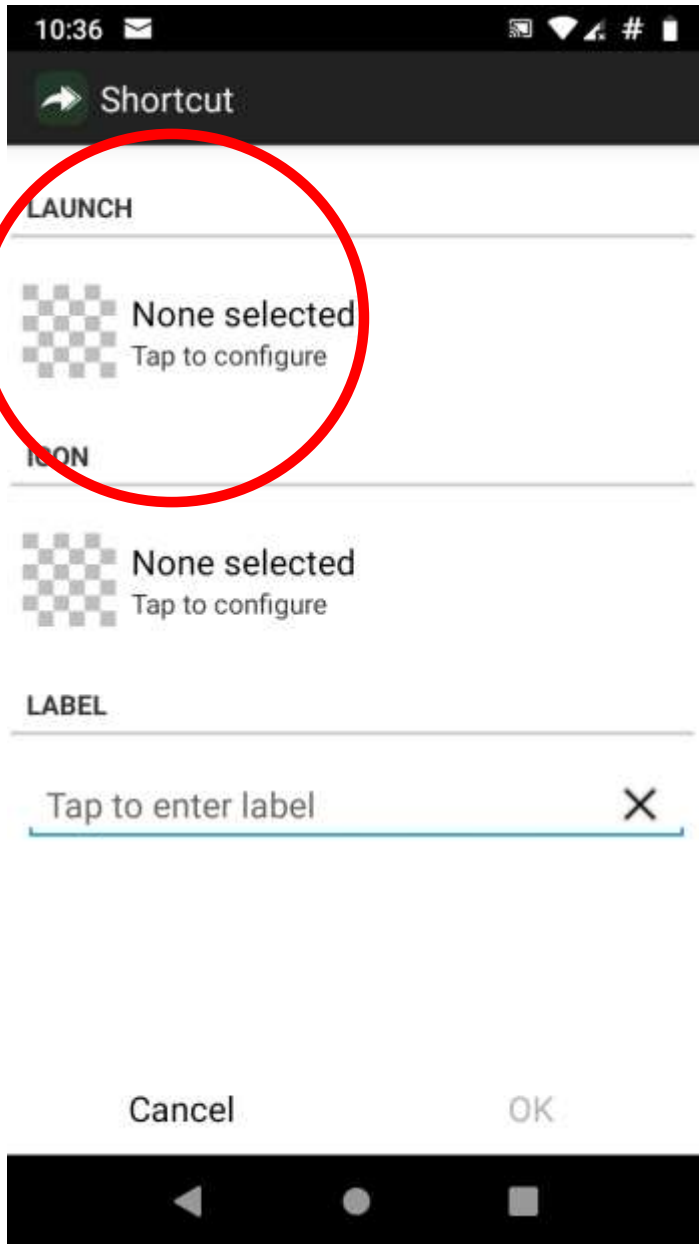 10:36
#
Shortcut
LAUNCH
None selected
Tap to configure
ICON
None selected
Tap to configure
LABEL
Tap to enter label
Cancel OK